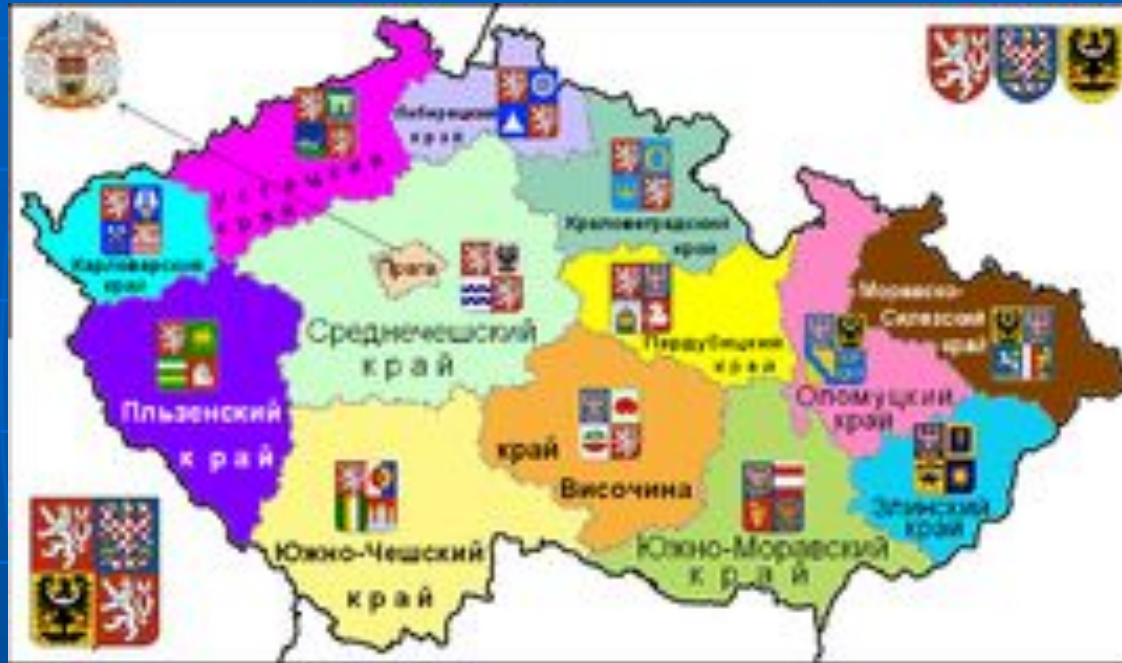 Либерецкий
край
Устецкий
край
Краловеградский
край
Карловарский
край
Прага
Среднечешский
край
Пардубицкий
край
Моравско-
Силезский
край
Оломуцкий
край
Пльзенский
край
край
Височина
Злинский
край
Южно-Чешский
край
Южно-Моравский
край